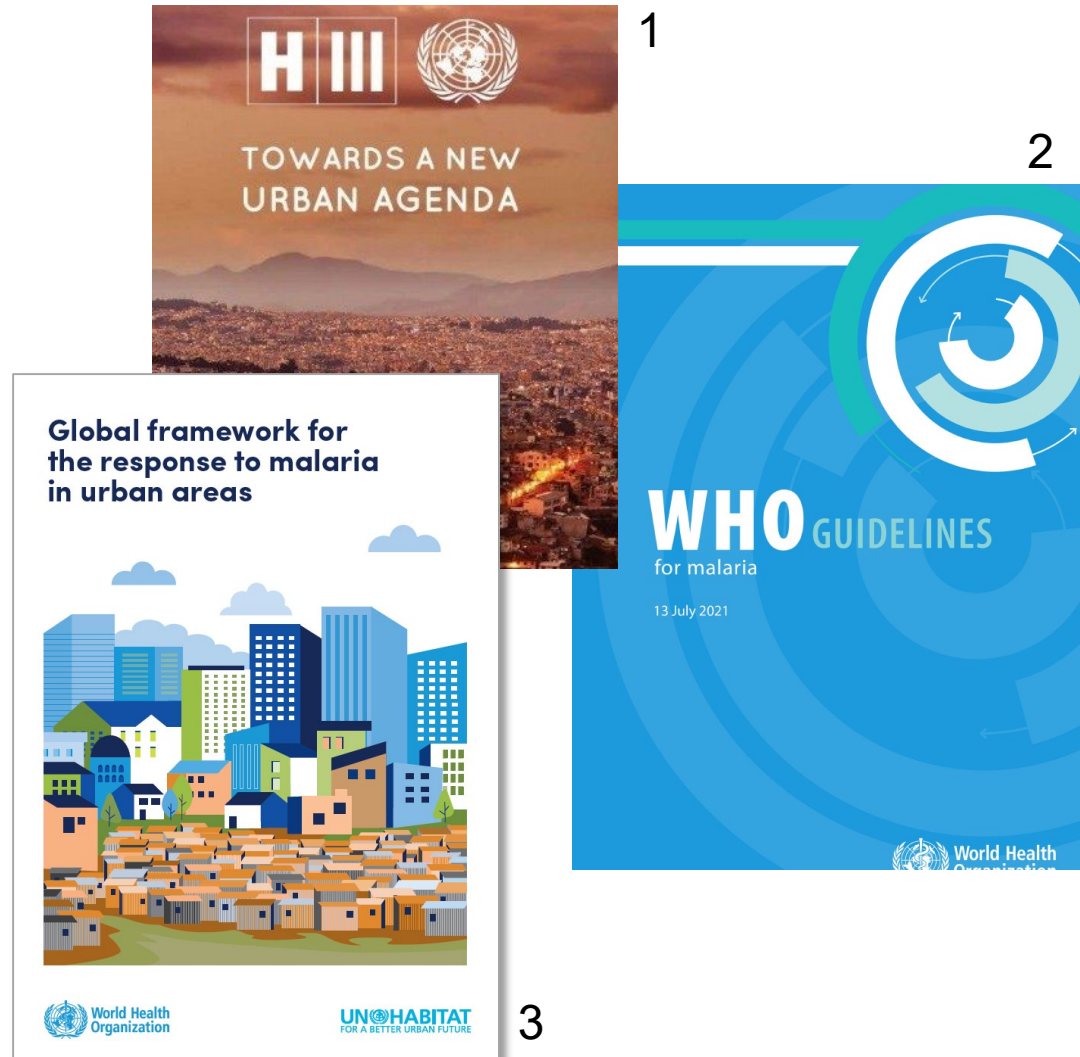 1
H III
TOWARDS A NEW
URBAN AGENDA
2
WHO GUIDELINES
for malaria
13 July 2021
World Health
Organization
Global framework for
the response to malaria
in urban areas
World Health
Organization
UN HABITAT
FOR A BETTER URBAN FUTURE
3